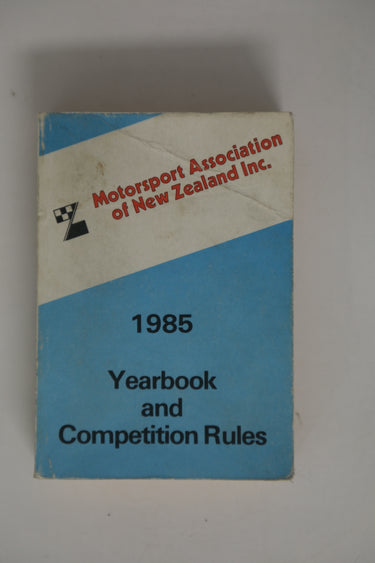 Motorsport Association
of New Zealand Inc.
1985
Yearbook
and
Competition Rules